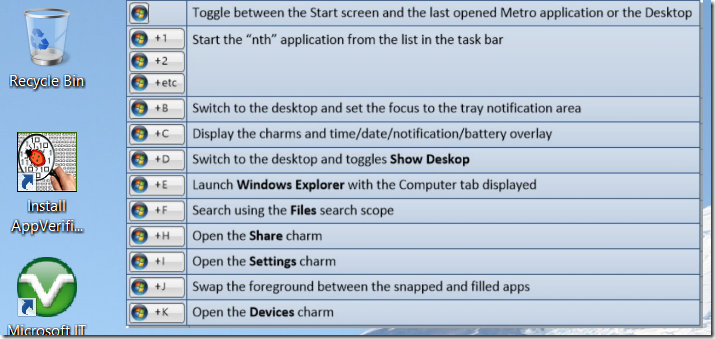 Recycle Bin
Install
AppVerifi...
Microsoft IT
Toggle between the Start screen and the last opened Metro application or the Desktop
+1 Start the “nth” application from the list in the task bar
+2
+etc
+B Switch to the desktop and set the focus to the tray notification area
+C Display the charms and time/date/notification/battery overlay
+D Switch to the desktop and toggles Show Deskop
+E Launch Windows Explorer with the Computer tab displayed
+F Search using the Files search scope
+H Open the Share charm
+I Open the Settings charm
+J Swap the foreground between the snapped and filled apps
+K Open the Devices charm